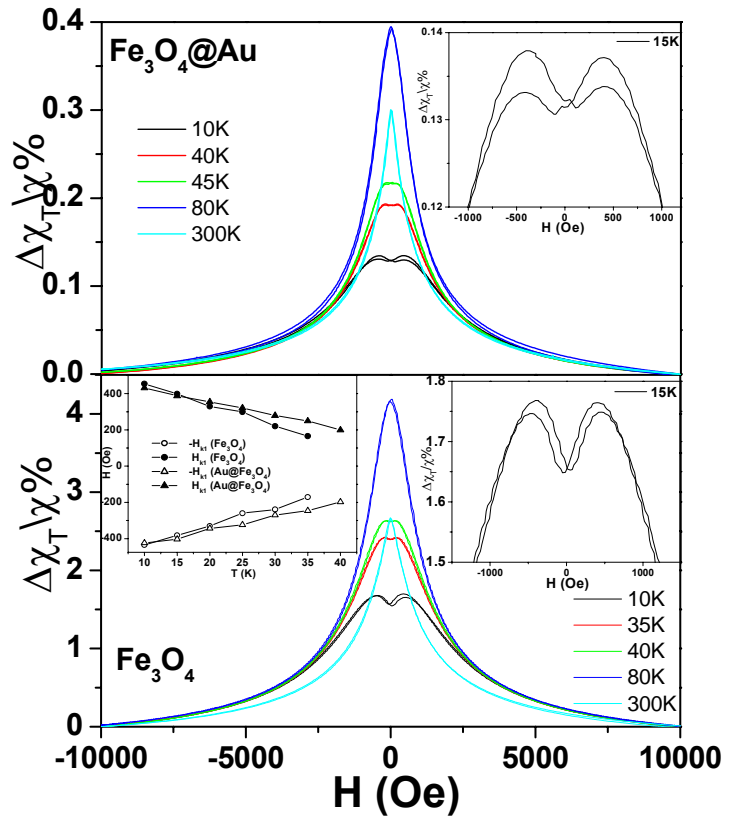 Fe3O4@Au
0.4
0.3
0.2
0.1
0.0
ΔχT\χ%
10K
40K
45K
80K
300K
0.14
0.13
0.12
ΔχT\χ%
15K
-1000 -500 0 500 1000
H (Oe)
4
3
2
1
0
ΔχT\χ%
Fe3O4
400
200
0
-200
-400
H (Oe)
-Hk1 (Fe3O4)
Hk1 (Fe3O4)
-Hk1 (Au@Fe3O4)
Hk1 (Au@Fe3O4)
10 15 20 25 30 35 40
T (K)
1.8
1.7
1.6
1.5
ΔχT/χ%
15K
-1000 0 1000
H (Oe)
10K
35K
40K
80K
300K
-10000 -5000 0 5000 10000
H (Oe)